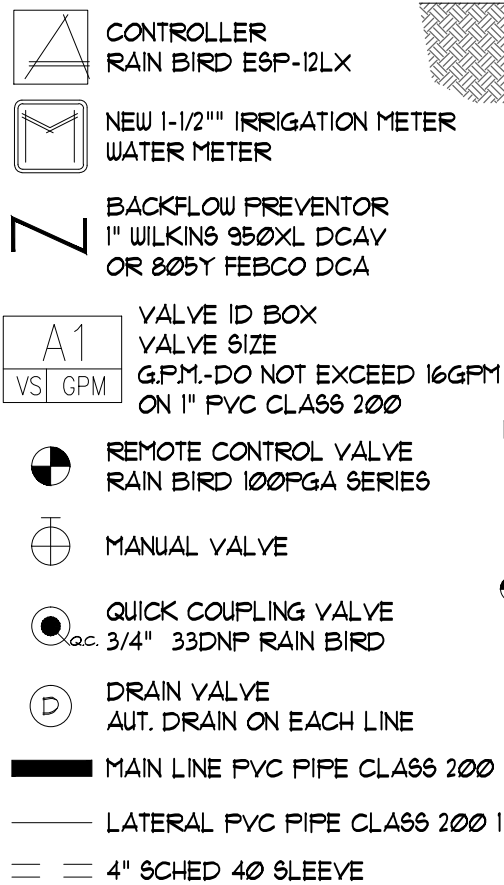 CONTROLLER
RAIN BIRD ESP-12LX
NEW 1-1/2"" IRRIGATION METER
WATER METER
BACKFLOW PREVENTOR
1" WILKINS 950XL DCAV
OR 805Y FEBCO DCA
A1
VS GPM
VALVE ID BOX
VALVE SIZE
G.P.M.-DO NOT EXCEED 16GPM
ON 1" PVC CLASS 200
REMOTE CONTROL VALVE
RAIN BIRD 100PGA SERIES
MANUAL VALVE
Q.C.
QUICK COUPLING VALVE
3/4" 33DNP RAIN BIRD
D
DRAIN VALVE
AUT. DRAIN ON EACH LINE
MAIN LINE PVC PIPE CLASS 200
LATERAL PVC PIPE CLASS 200 1
4" SCHED 40 SLEEVE